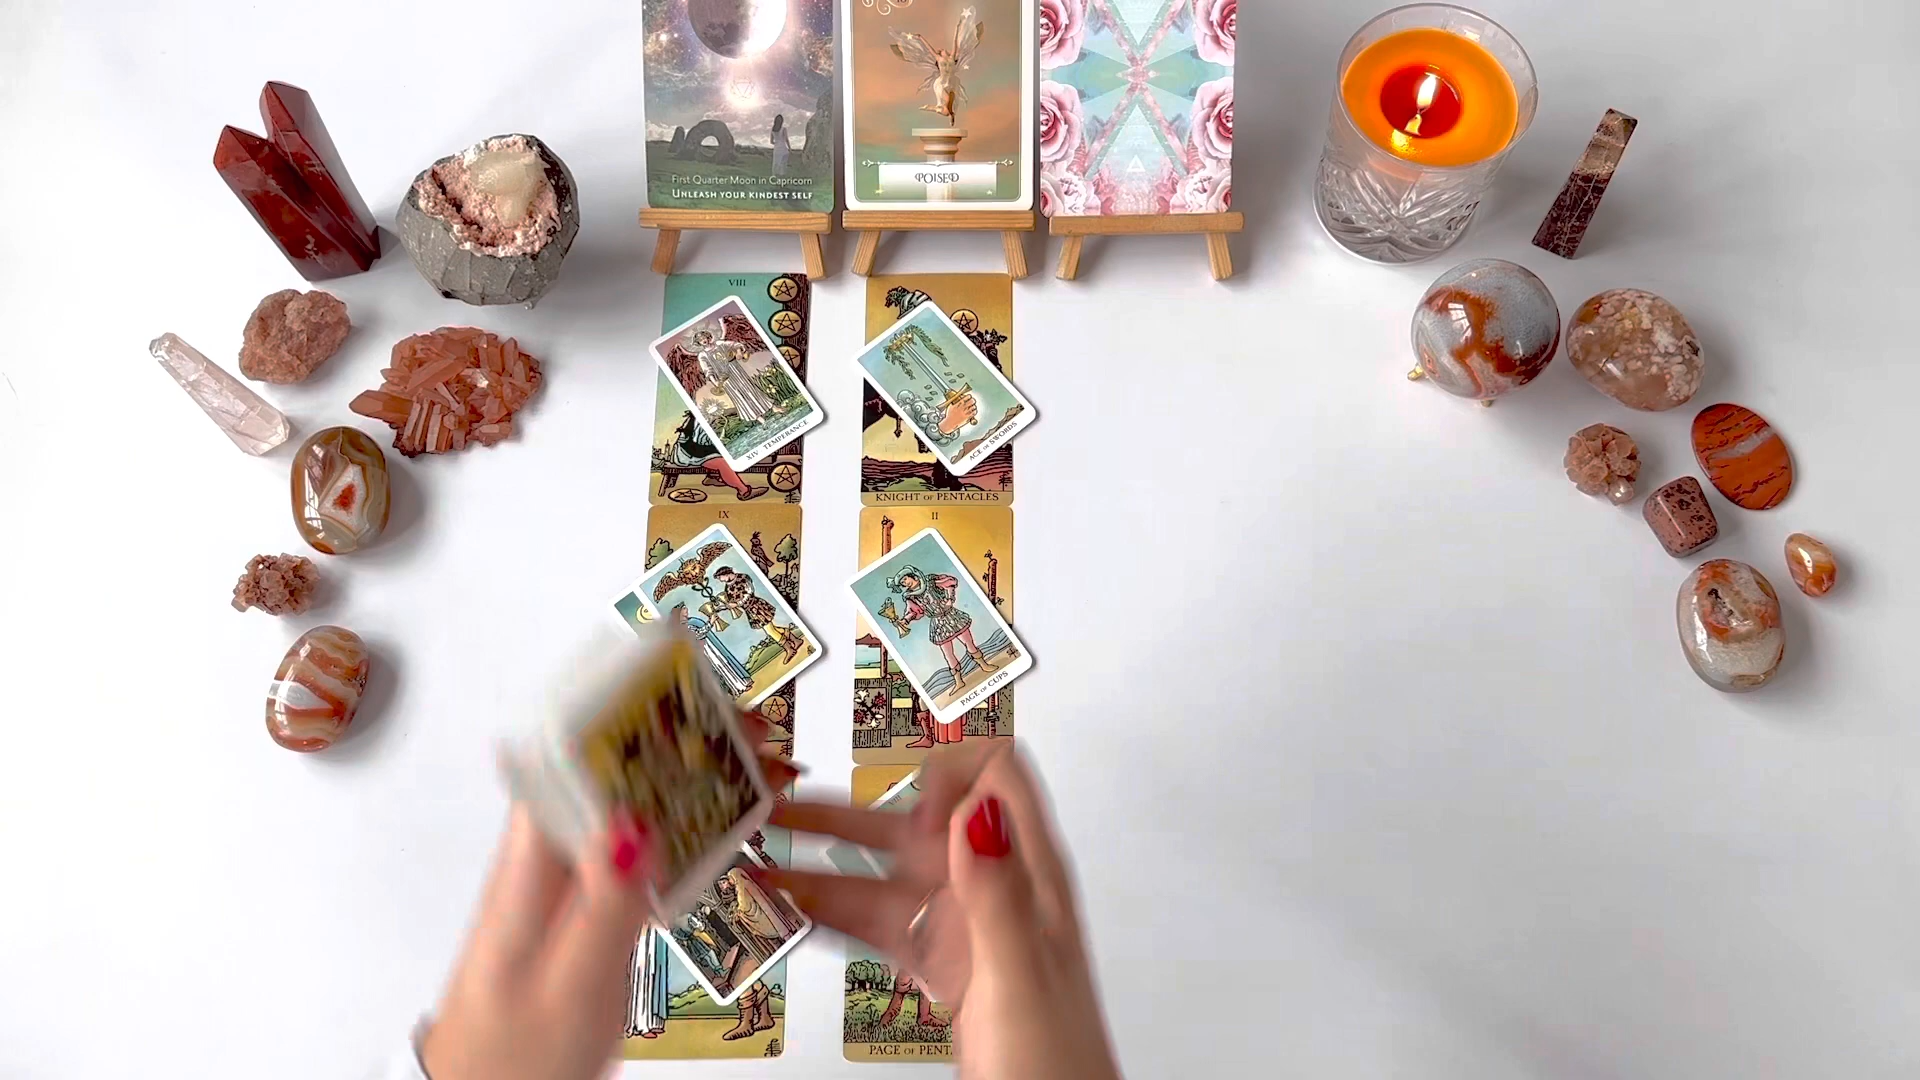 First Quarter Moon in Capricorn
UNLEASH YOUR KINDEST SELF
POISED
VIII
XIV TEMPERANCE
ACE OF SWORDS
KNIGHT OF PENTACLES
IX
II
PAGE OF CUPS
VIII
PAGE OF PENT